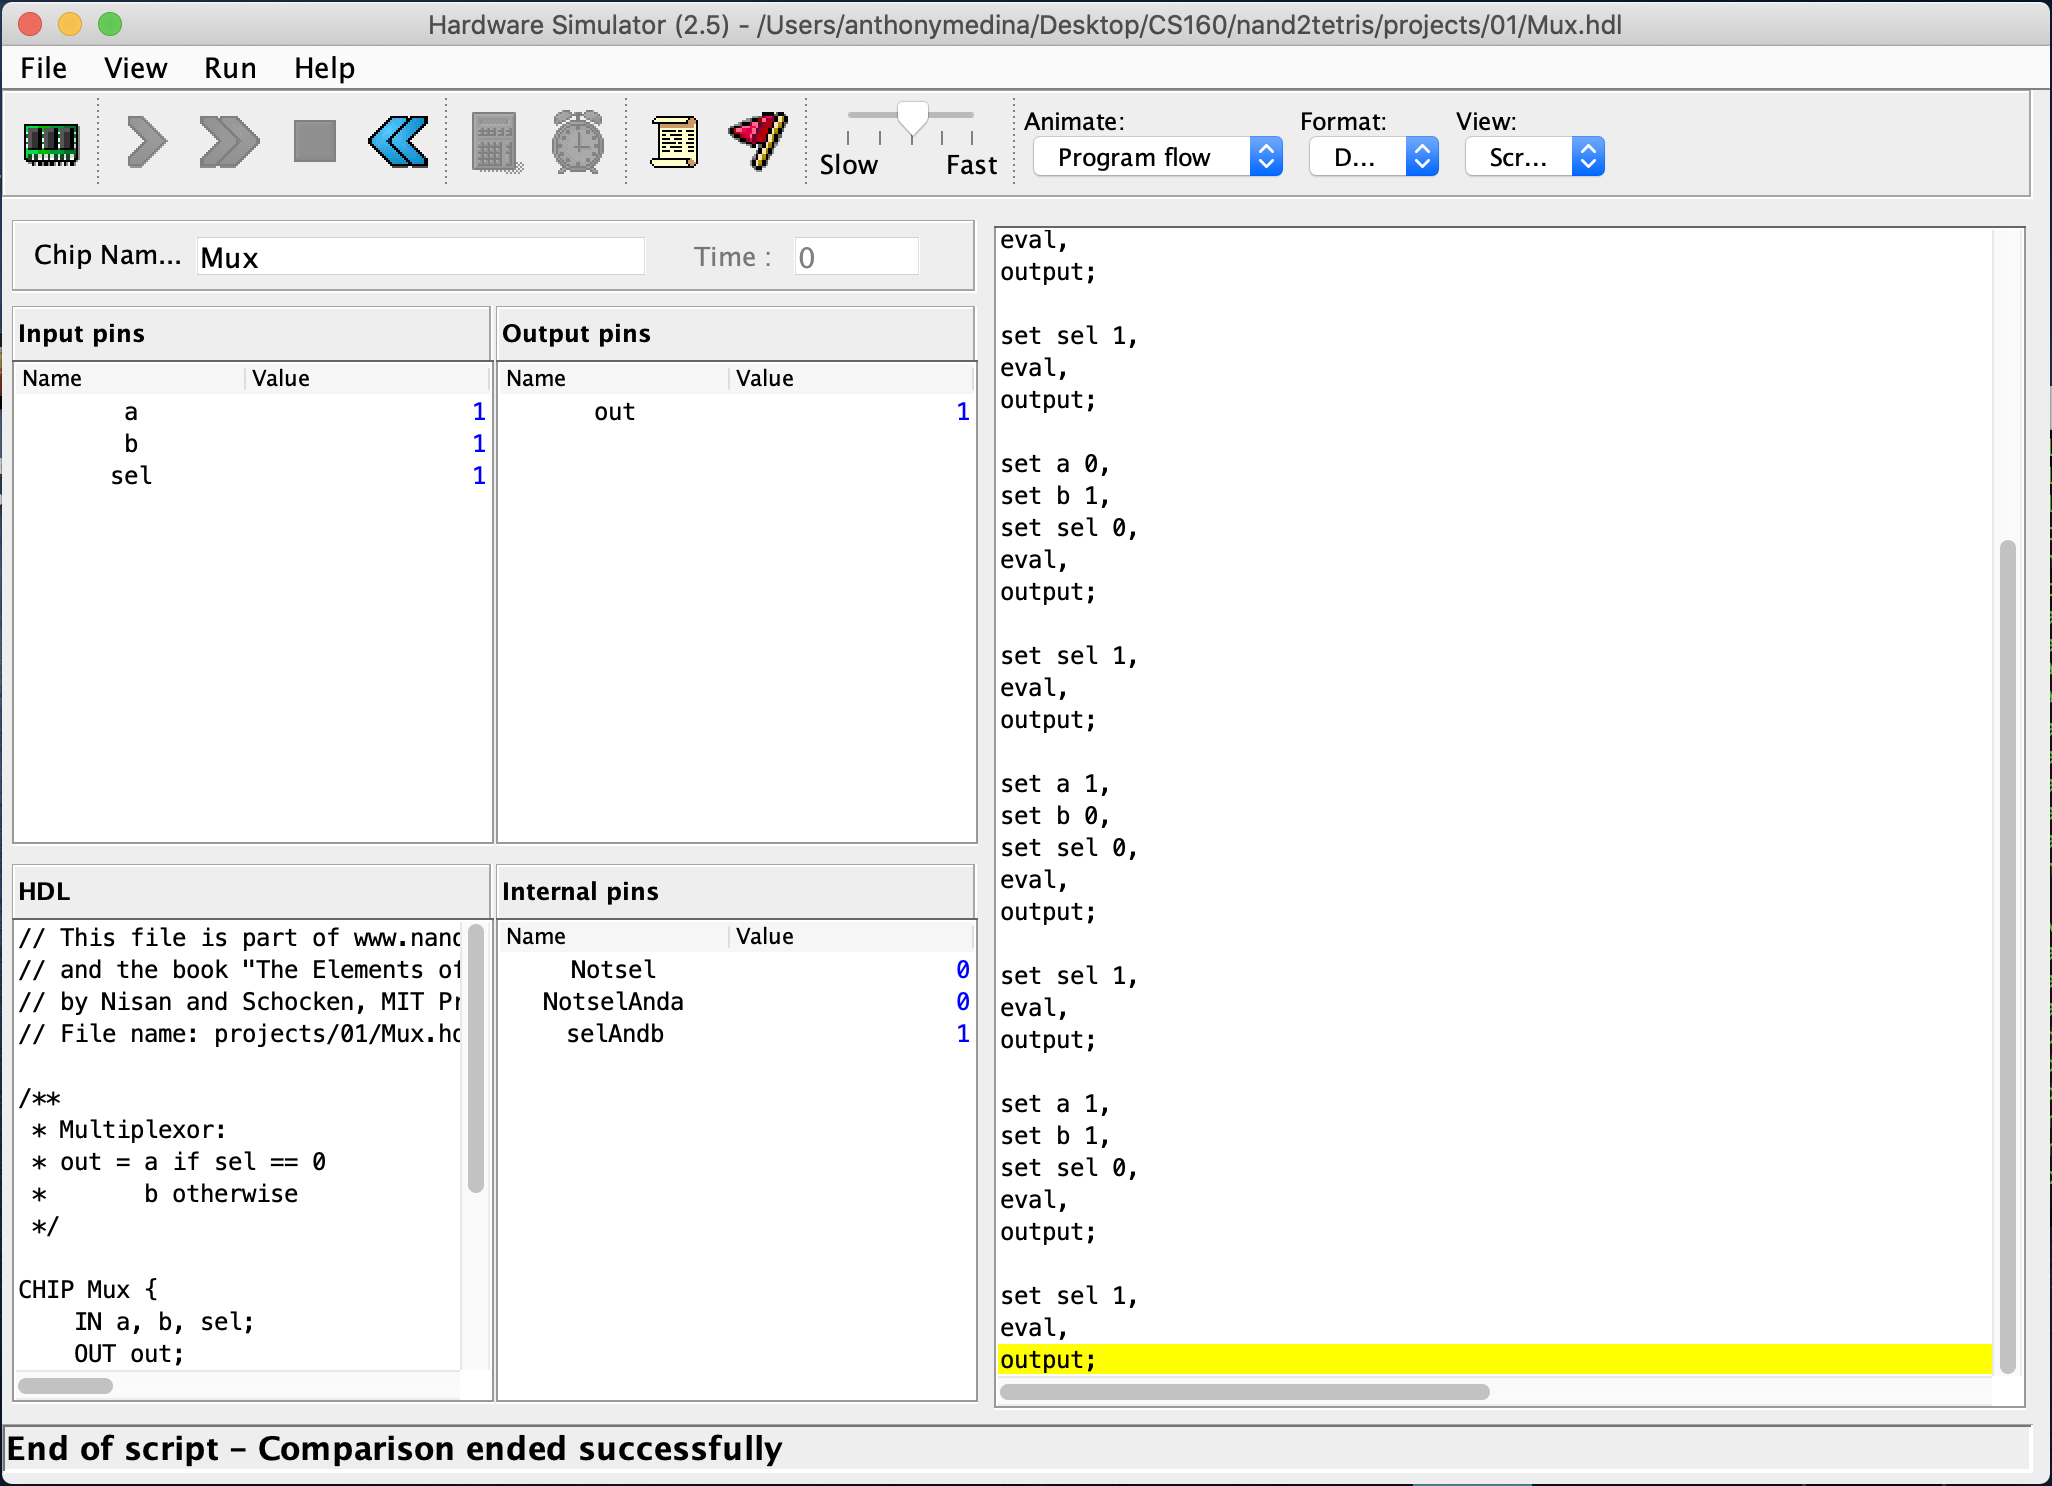 Hardware Simulator (2.5) - /Users/anthonymedina/Desktop/CS160/nand2tetris/projects/01/Mux.hdl
File View Run Help
Animate: Format: View:
Slow Fast Program flow D... Scr...
Chip Nam... Mux Time : 0
Input pins
Name Value
a 1
b 1
sel 1
Output pins
Name Value
out 1
HDL
// This file is part of www.nand
// and the book "The Elements of
// by Nisan and Schocken, MIT Pr
// File name: projects/01/Mux.hd
/**
* Multiplexor:
* out = a if sel == 0
* b otherwise
*/
CHIP Mux {
IN a, b, sel;
OUT out;
Internal pins
Name Value
Notsel 0
NotselAnda 0
selAndb 1
eval,
output;
set sel 1,
eval,
output;
set a 0,
set b 1,
set sel 0,
eval,
output;
set sel 1,
eval,
output;
set a 1,
set b 0,
set sel 0,
eval,
output;
set sel 1,
eval,
output;
set a 1,
set b 1,
set sel 0,
eval,
output;
set sel 1,
eval,
output;
End of script - Comparison ended successfully